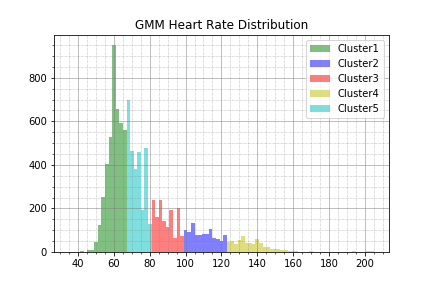 GMM Heart Rate Distribution
Cluster1
Cluster2
Cluster3
Cluster4
Cluster5
800
600
400
200
0
40 60 80 100 120 140 160 180 200